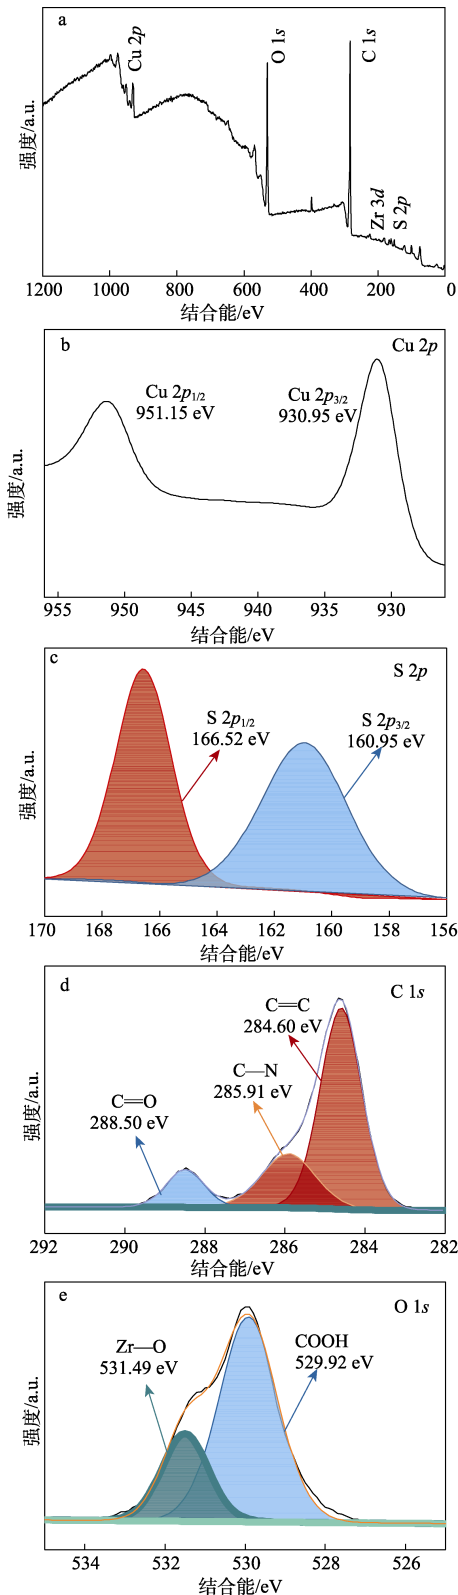 a
Cu 2p
O 1s
C 1s
Zr 3d
S 2p
强度/a.u.
1200 1000 800 600 400 200 0
结合能/eV
b
Cu 2p
Cu 2p1/2
951.15 eV
Cu 2p3/2
930.95 eV
强度/a.u.
955 950 945 940 935 930
结合能/eV
c
S 2p
S 2p1/2
166.52 eV
S 2p3/2
160.95 eV
强度/a.u.
170 168 166 164 162 160 158 156
结合能/eV
d
C 1s
C=C
284.60 eV
C—N
285.91 eV
C=O
288.50 eV
强度/a.u.
292 290 288 286 284 282
结合能/eV
e
O 1s
Zr—O
531.49 eV
COOH
529.92 eV
强度/a.u.
534 532 530 528 526
结合能/eV